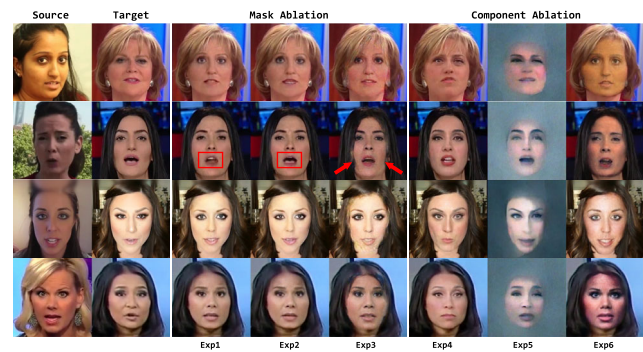 Source Target Mask Ablation Component Ablation
Exp1 Exp2 Exp3 Exp4 Exp5 Exp6